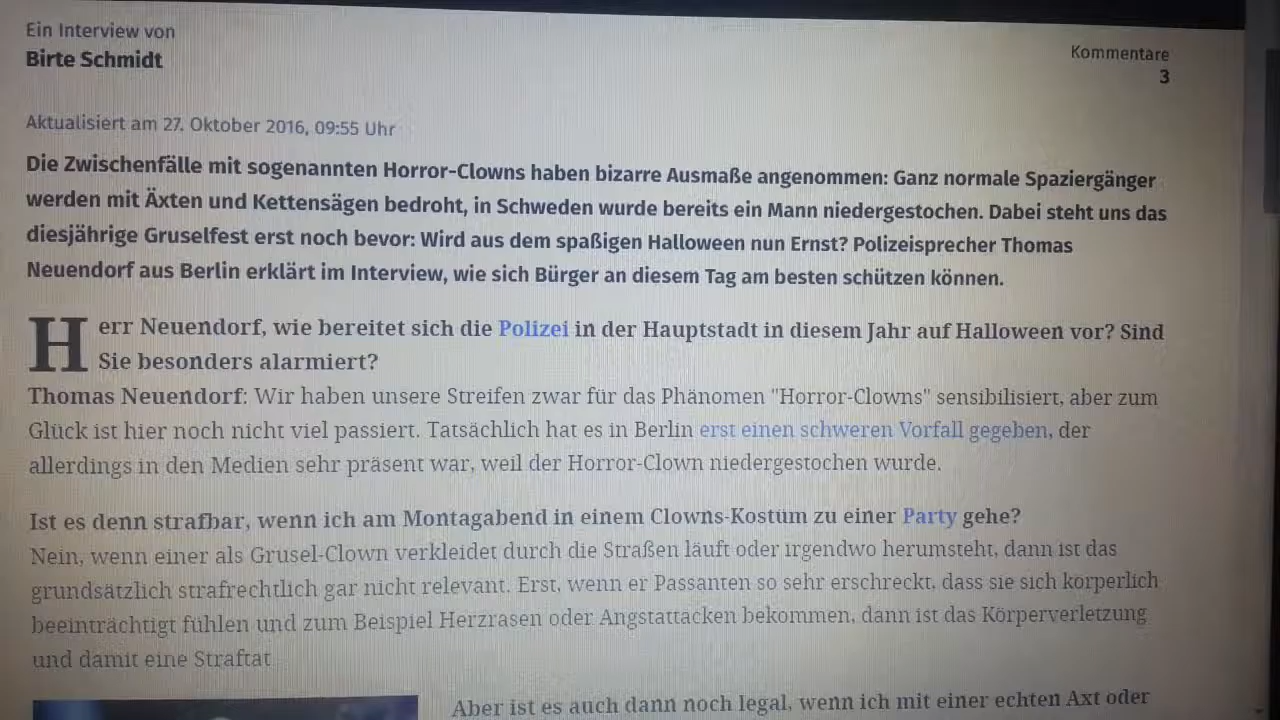 Ein Interview von
Birte Schmidt
Kommentare
3
Aktualisiert am 27. Oktober 2016, 09:55 Uhr
Die Zwischenfälle mit sogenannten Horror-Clowns haben bizarre Ausmaße angenommen: Ganz normale Spaziergänger
werden mit Äxten und Kettensägen bedroht, in Schweden wurde bereits ein Mann niedergestochen. Dabei steht uns das
diesjährige Gruselfest erst noch bevor: Wird aus dem spaßigen Halloween nun Ernst? Polizeisprecher Thomas
Neuendorf aus Berlin erklärt im Interview, wie sich Bürger an diesem Tag am besten schützen können.
Herr Neuendorf, wie bereitet sich die Polizei in der Hauptstadt in diesem Jahr auf Halloween vor? Sind
Sie besonders alarmiert?
Thomas Neuendorf: Wir haben unsere Streifen zwar für das Phänomen "Horror-Clowns" sensibilisiert, aber zum
Glück ist hier noch nicht viel passiert. Tatsächlich hat es in Berlin erst einen schweren Vorfall gegeben, der
allerdings in den Medien sehr präsent war, weil der Horror-Clown niedergestochen wurde.
Ist es denn strafbar, wenn ich am Montagabend in einem Clowns-Kostüm zu einer Party gehe?
Nein, wenn einer als Grusel-Clown verkleidet durch die Straßen läuft oder irgendwo herumsteht, dann ist das
grundsätzlich strafrechtlich gar nicht relevant. Erst, wenn er Passanten so sehr erschreckt, dass sie sich körperlich
beeinträchtigt fühlen und zum Beispiel Herzrasen oder Angstattacken bekommen, dann ist das Körperverletzung
und damit eine Straftat
Aber ist es auch dann noch legal, wenn ich mit einer echten Axt oder